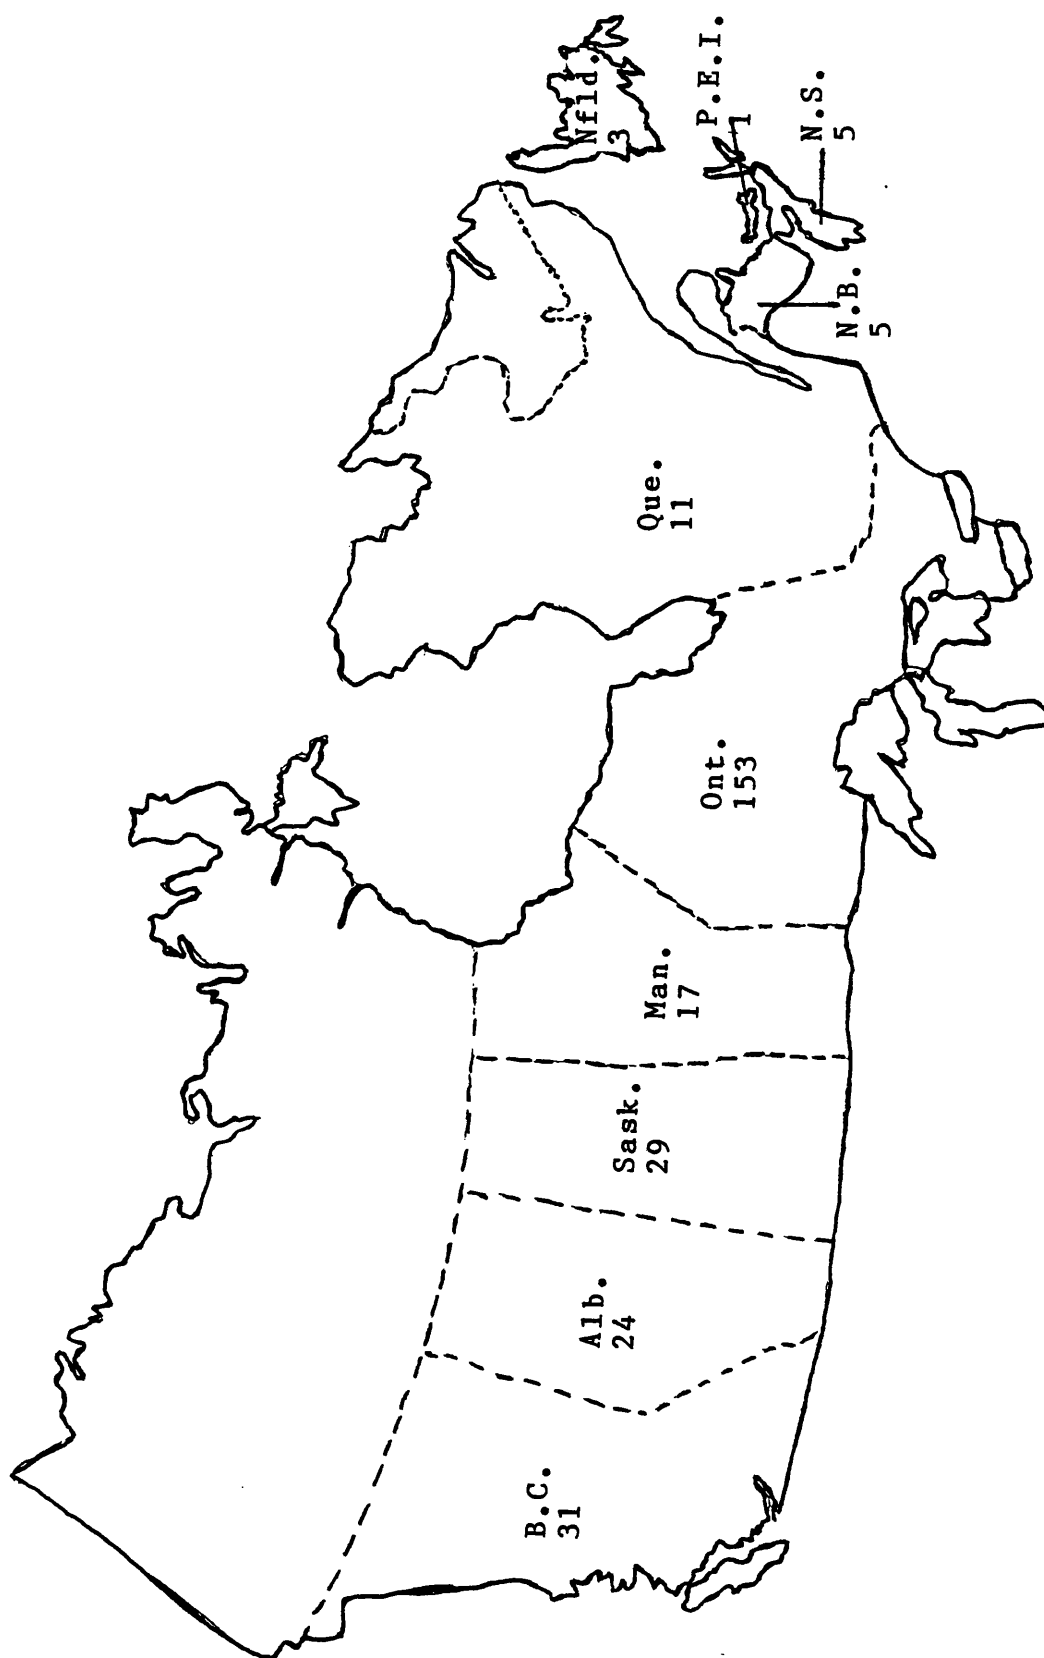 B.C.
31
Alb.
24
Sask.
29
Man.
17
Ont.
153
Que.
11
Nfld.
3
P.E.I.
1
N.S.
5
N.B.
5